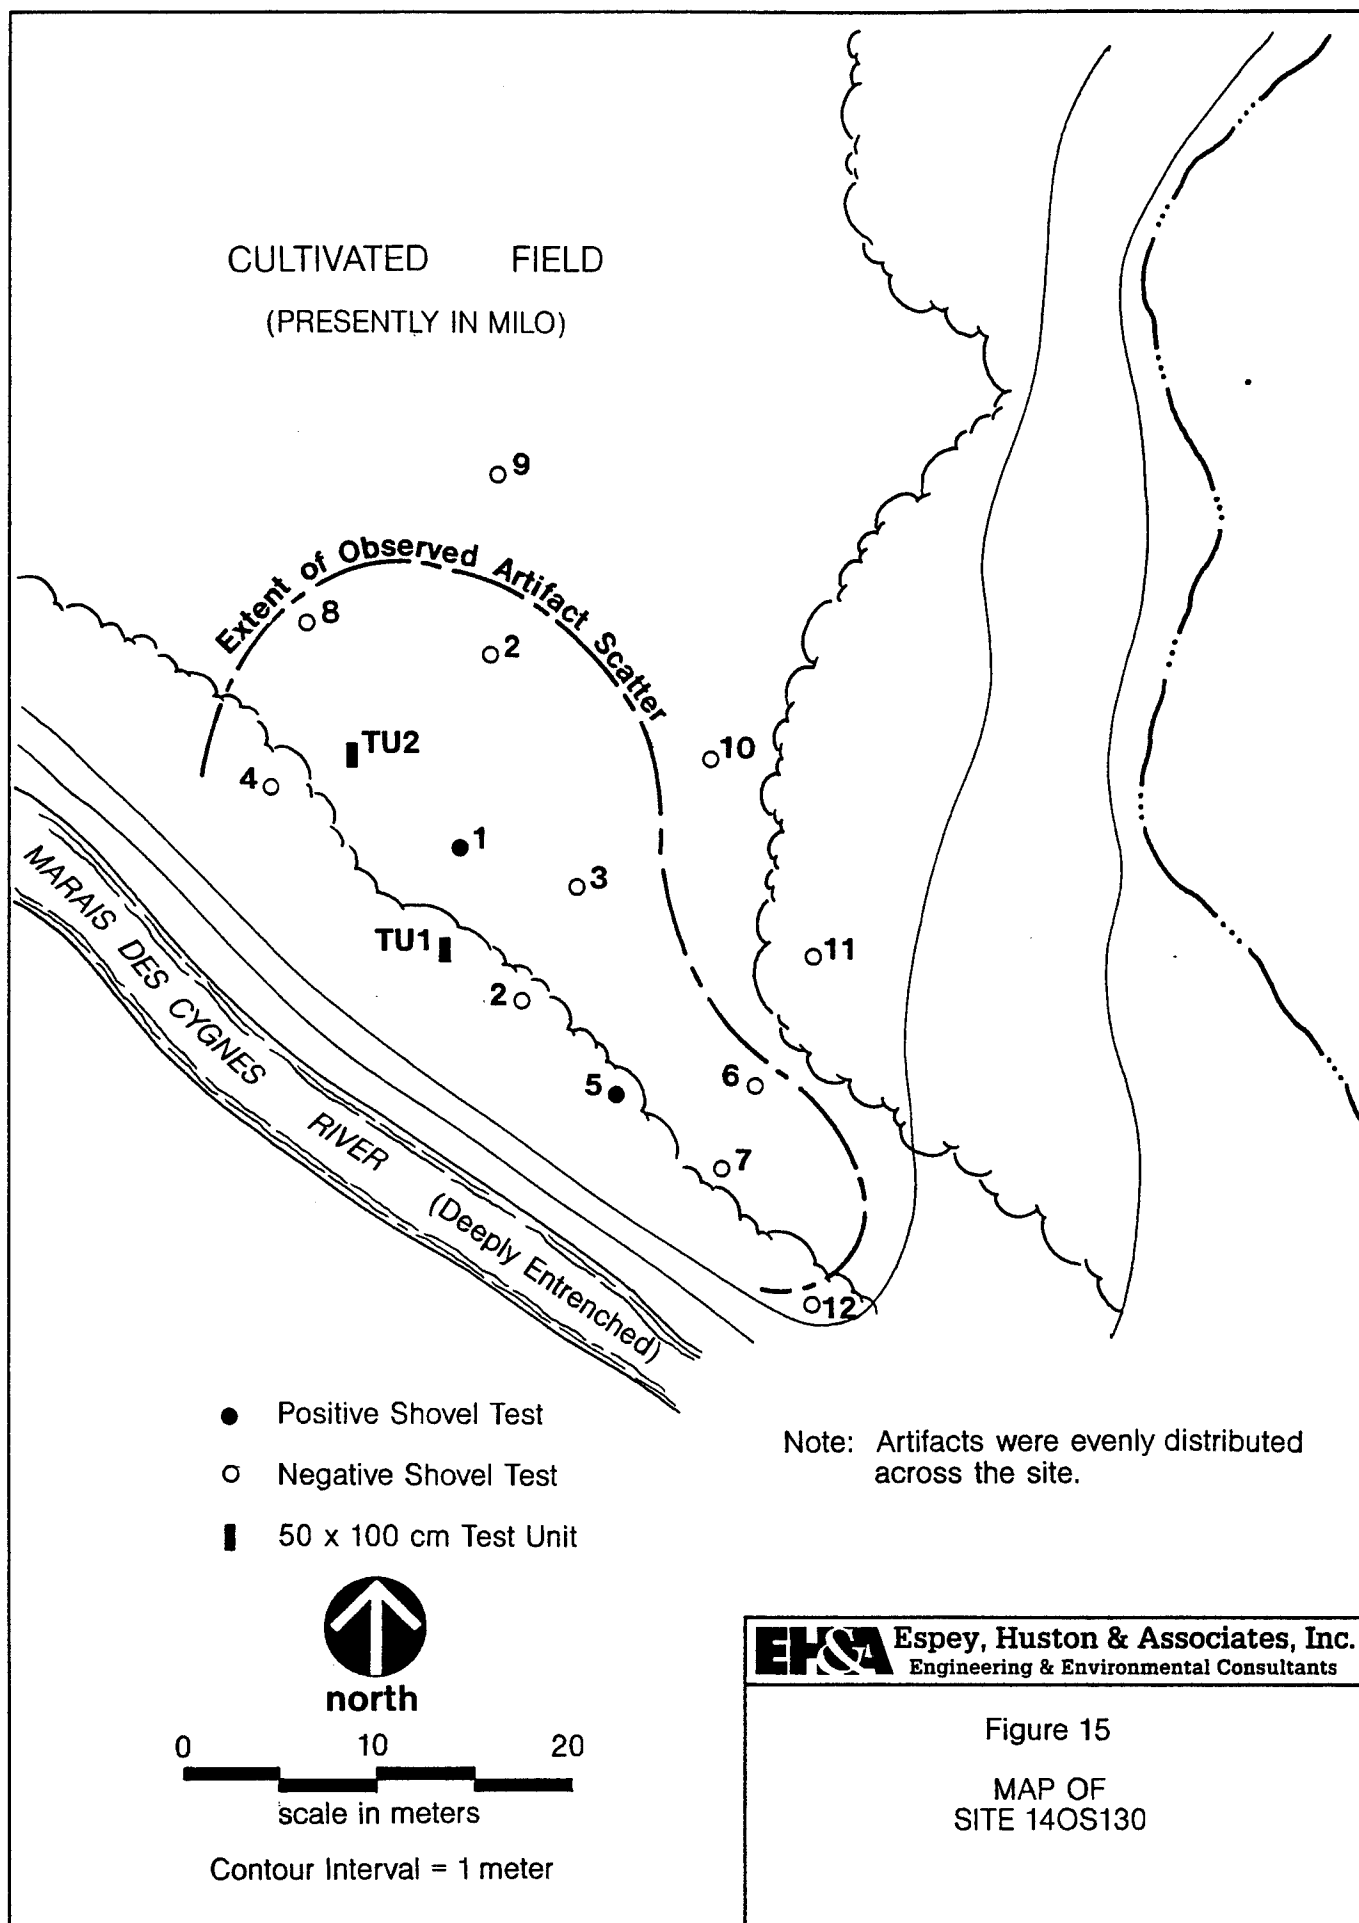 CULTIVATED FIELD
(PRESENTLY IN MILO)
9
Extent of Observed Artifact Scatter
8
2
TU2
10
4
1
3
MARAIS DES CYGNES RIVER (Deeply Entrenched)
TU1
11
2
5
6
7
12
Positive Shovel Test
Negative Shovel Test
50 x 100 cm Test Unit
Note: Artifacts were evenly distributed
across the site.
north
0 10 20
scale in meters
Contour Interval = 1 meter
EH&A Espey, Huston & Associates, Inc.
Engineering & Environmental Consultants
Figure 15
MAP OF
SITE 14OS130